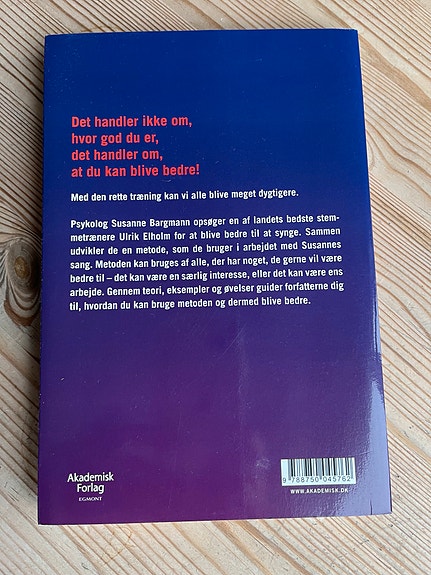 Det handler ikke om,
hvor god du er,
det handler om,
at du kan blive bedre!
Med den rette træning kan vi alle blive meget dygtigere.
Psykolog Susanne Bargmann opsøger en af landets bedste stem-
metrænere Ulrik Elholm for at blive bedre til at synge. Sammen
udvikler de en metode, som de bruger i arbejdet med Susannes
sang. Metoden kan bruges af alle, der har noget, de gerne vil være
bedre til – det kan være en særlig interesse, eller det kan være ens
arbejde. Gennem teori, eksempler og øvelser guider forfatterne dig
til, hvordan du kan bruge metoden og dermed blive bedre.
Akademisk
Forlag
EGMONT
9 788750 045762
WWW.AKADEMISK.DK